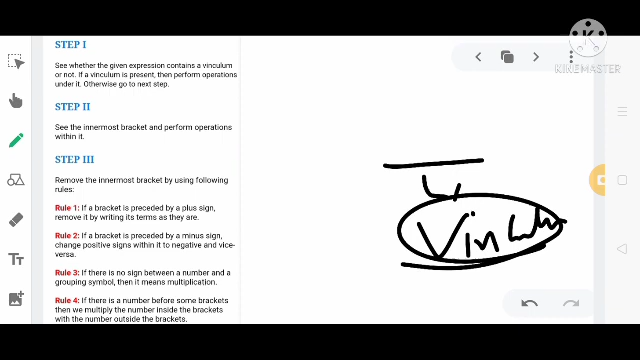 STEP I
See whether the given expression contains a vinculum
or not. If a vinculum is present, then perform operations
under it. Otherwise go to next step.
STEP II
See the innermost bracket and perform operations
within it.
STEP III
Remove the innermost bracket by using following
rules:
Rule 1: If a bracket is preceded by a plus sign,
remove it by writing its terms as they are.
Rule 2: If a bracket is preceded by a minus sign,
change positive signs within it to negative and vice-
versa.
Rule 3: If there is no sign between a number and a
grouping symbol, then it means multiplication.
Rule 4: If there is a number before some brackets
then we multiply the number inside the brackets
with the number outside the brackets.
K
KINEMASTER
TT